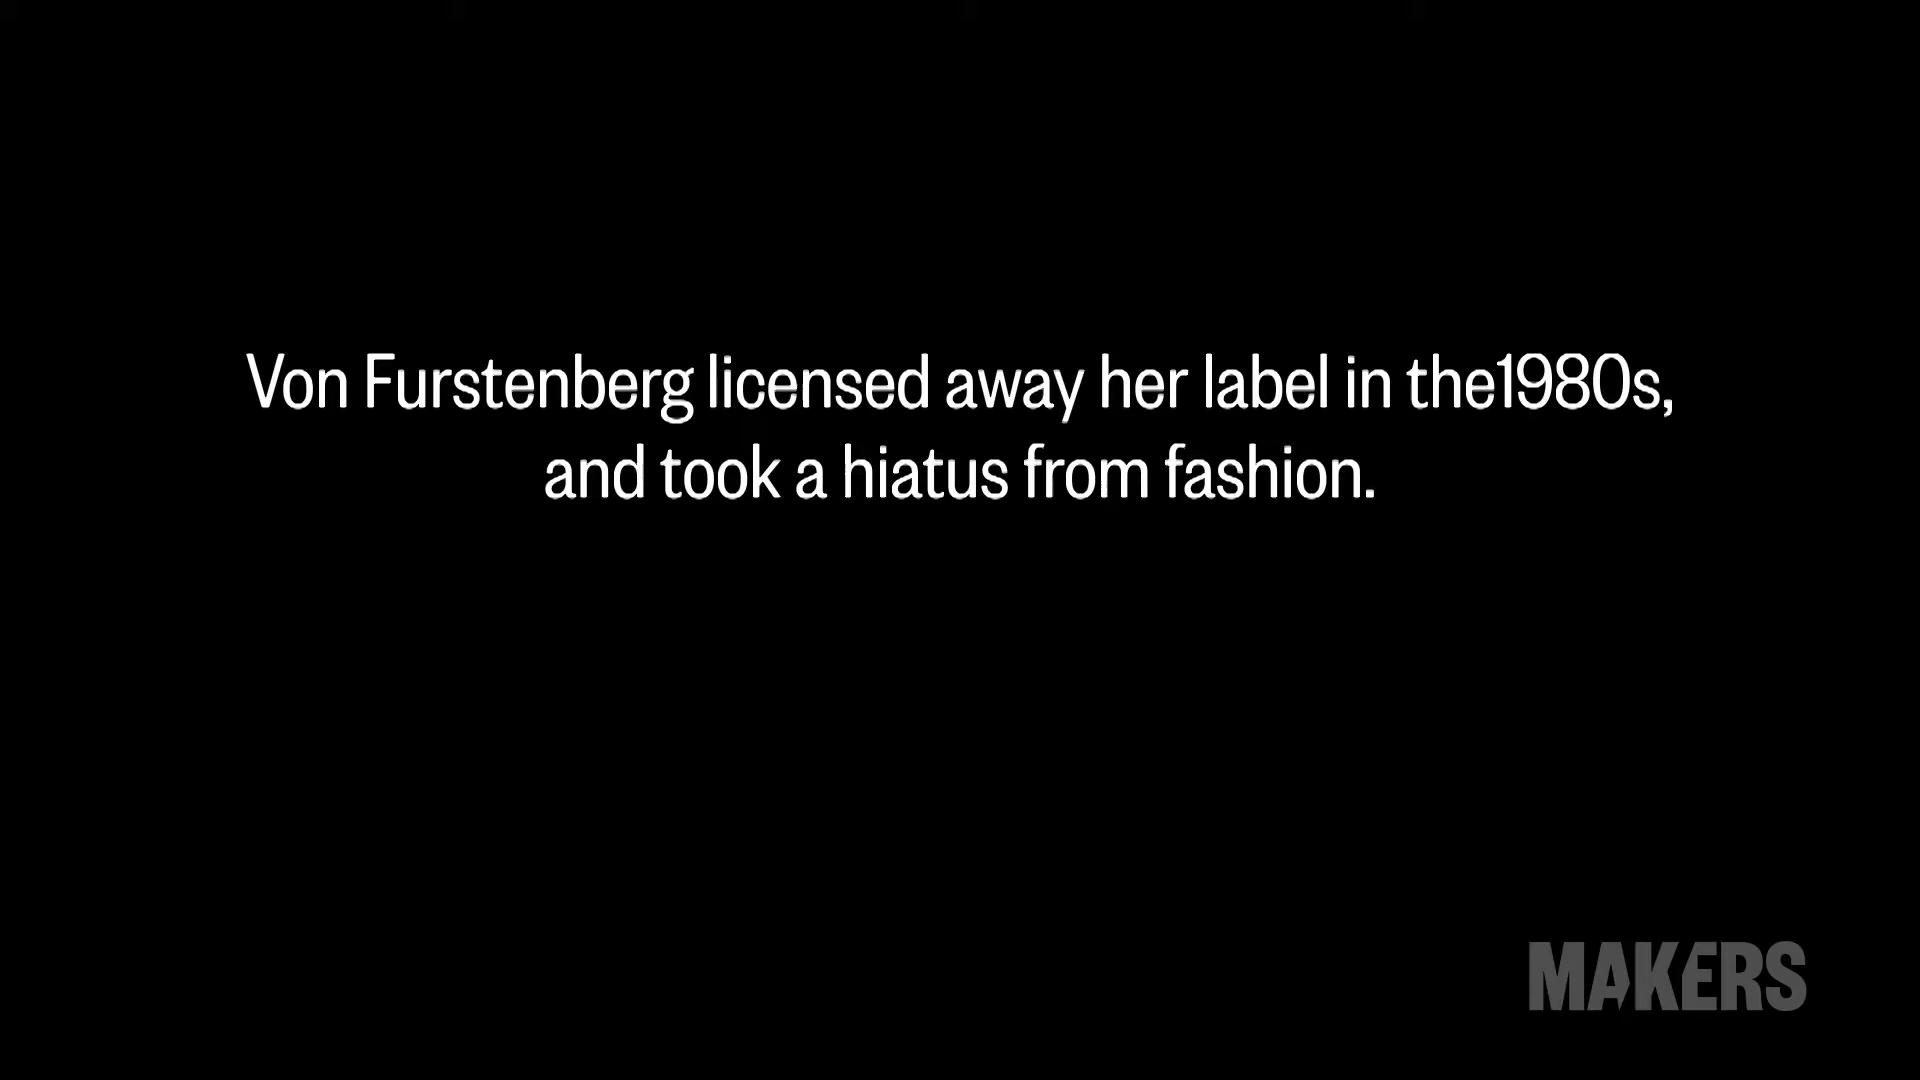 Von Furstenberg licensed away her label in the1980s,
and took a hiatus from fashion.
MAKERS